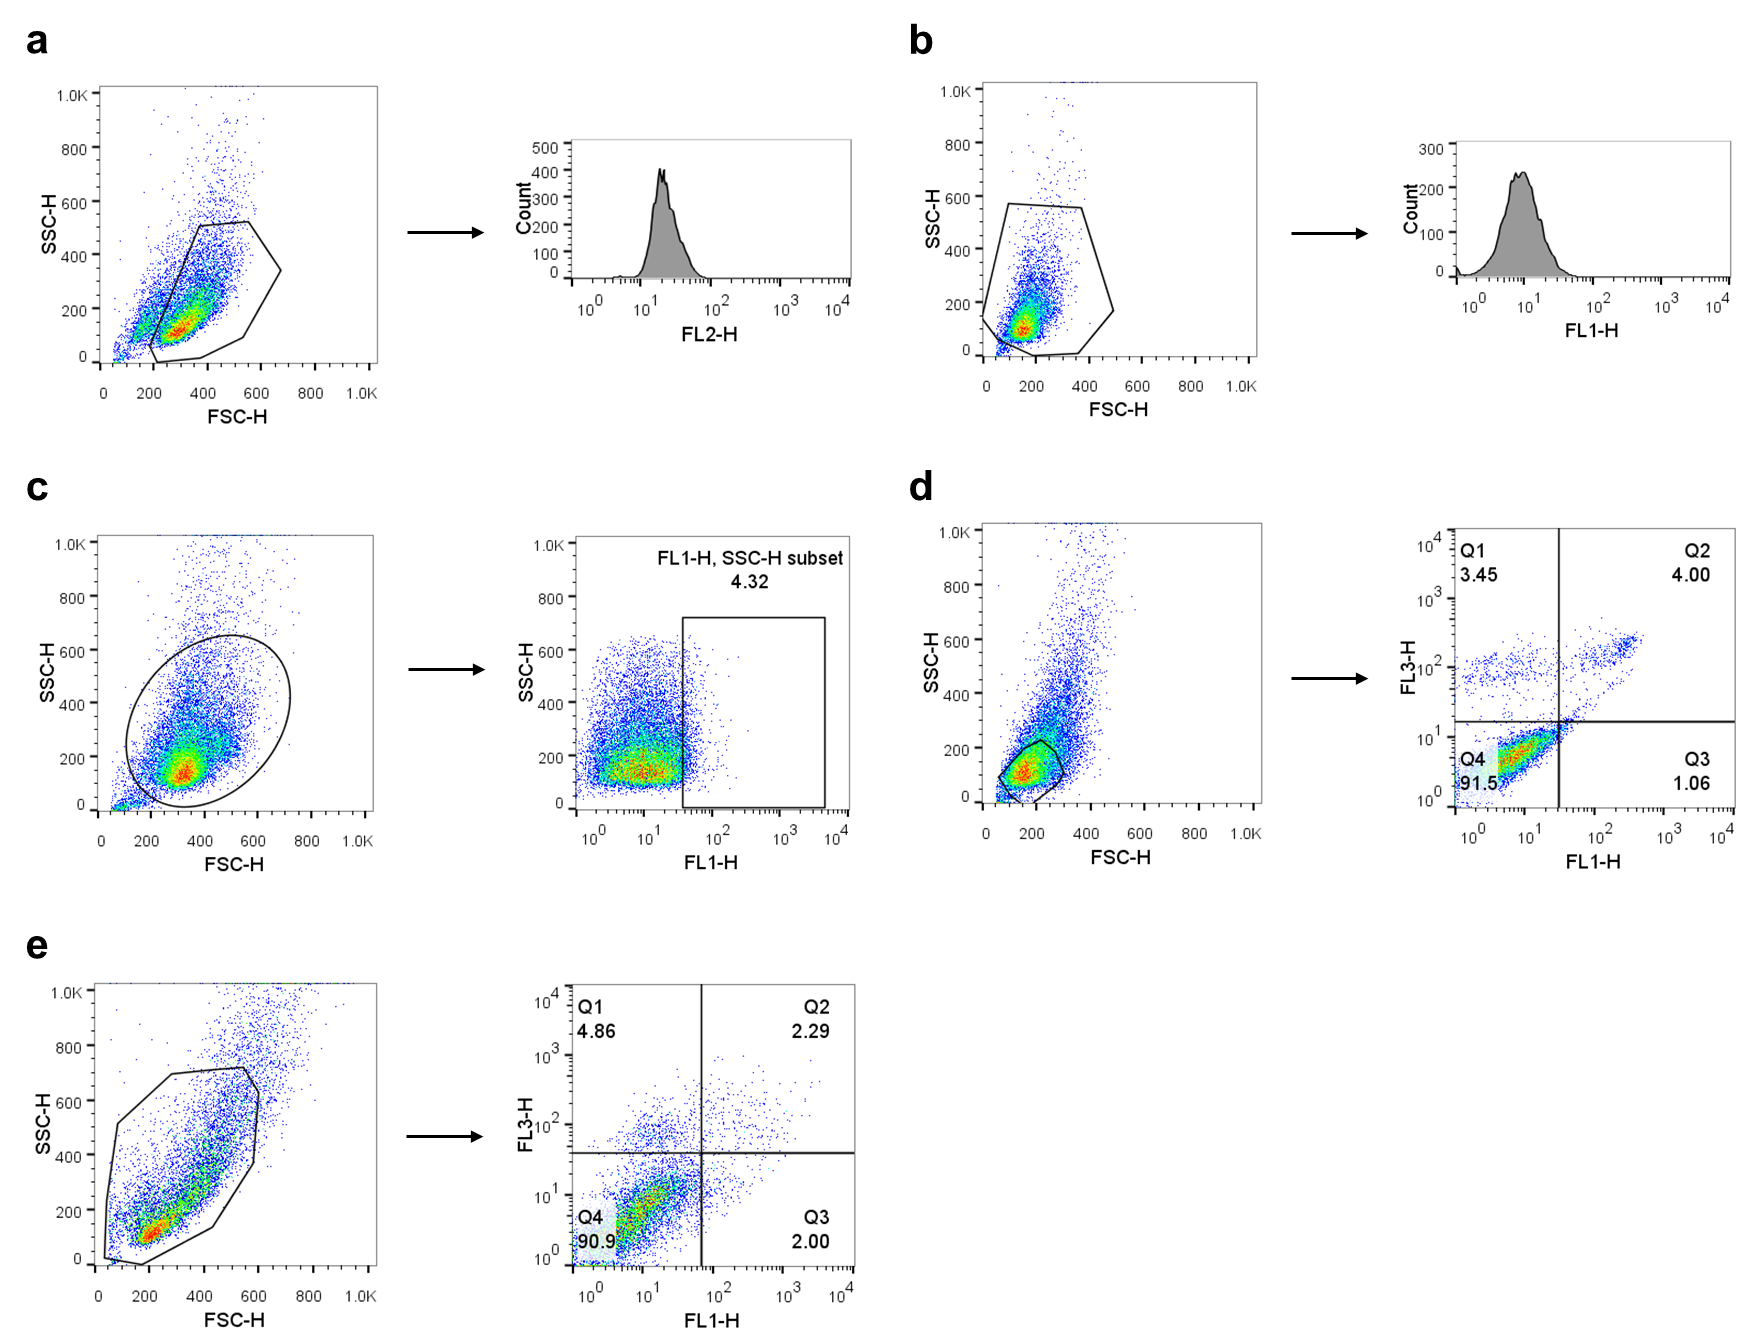 a
1.0K
800
600
400
200
0
SSC-H
0 200 400 600 800 1.0K
FSC-H
500
400
300
200
100
0
Count
10^0 10^1 10^2 10^3 10^4
FL2-H
b
1.0K
800
600
400
200
0
SSC-H
0 200 400 600 800 1.0K
FSC-H
300
200
100
0
Count
10^0 10^1 10^2 10^3 10^4
FL1-H
c
1.0K
800
600
400
200
0
SSC-H
0 200 400 600 800 1.0K
FSC-H
1.0K
800
600
400
200
0
SSC-H
FL1-H, SSC-H subset
4.32
10^0 10^1 10^2 10^3 10^4
FL1-H
d
1.0K
800
600
400
200
0
SSC-H
0 200 400 600 800 1.0K
FSC-H
10^4
10^3
10^2
10^1
10^0
FL3-H
Q1 Q2
3.45 4.00
Q4 Q3
91.5 1.06
10^0 10^1 10^2 10^3 10^4
FL1-H
e
1.0K
800
600
400
200
0
SSC-H
0 200 400 600 800 1.0K
FSC-H
10^4
10^3
10^2
10^1
10^0
FL3-H
Q1 Q2
4.86 2.29
Q4 Q3
90.9 2.00
10^0 10^1 10^2 10^3 10^4
FL1-H